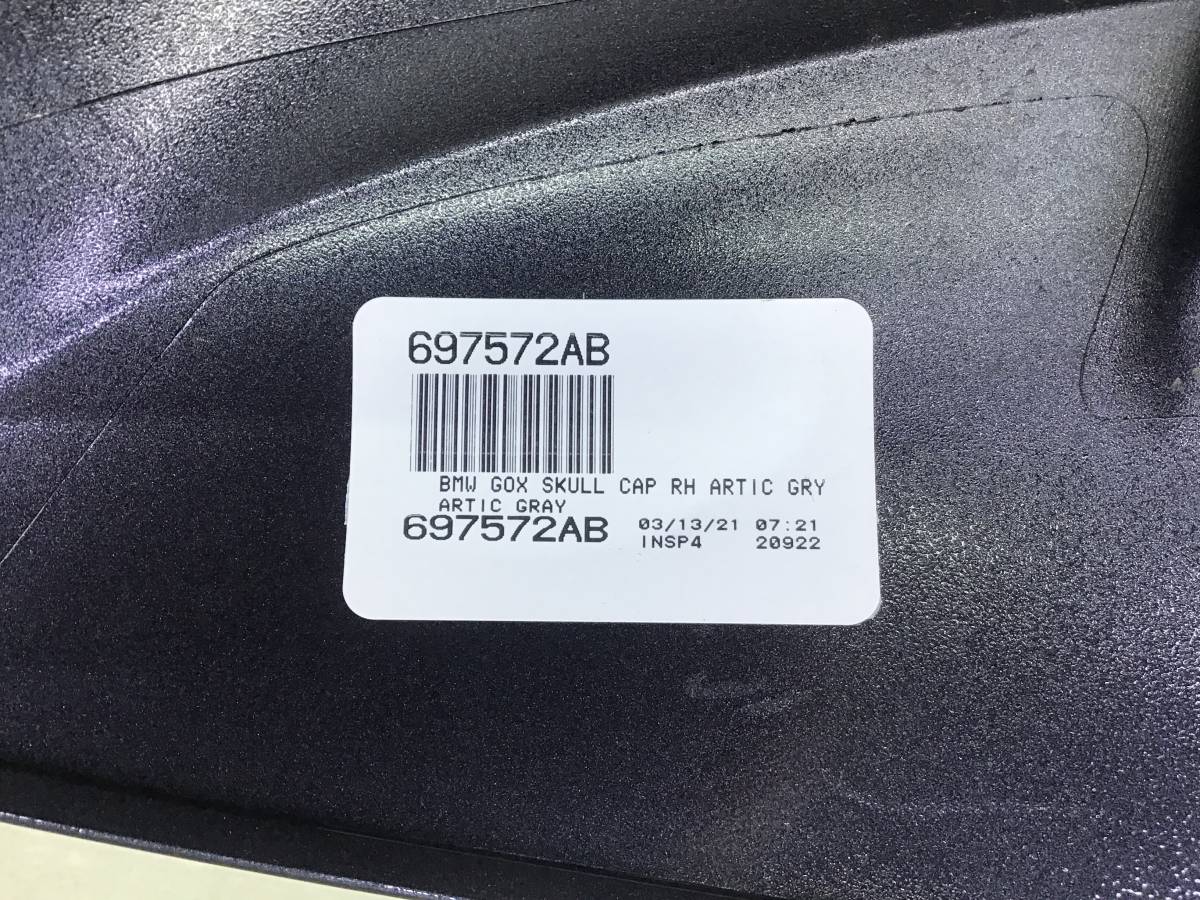 697572AB
BMW GOX SKULL CAP RH ARTIC GRY
ARTIC GRAY
697572AB 03/13/21 07:21
INSP4 20922